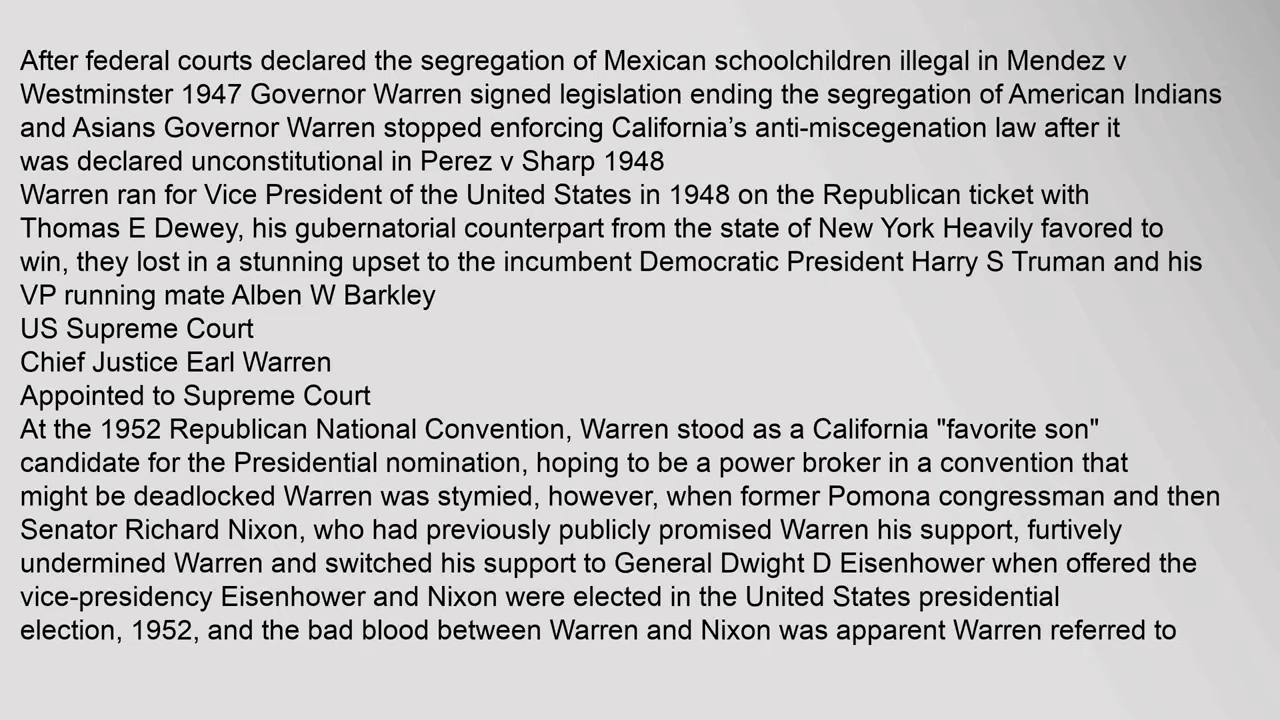 After federal courts declared the segregation of Mexican schoolchildren illegal in Mendez v
Westminster 1947 Governor Warren signed legislation ending the segregation of American Indians
and Asians Governor Warren stopped enforcing California’s anti-miscegenation law after it
was declared unconstitutional in Perez v Sharp 1948
Warren ran for Vice President of the United States in 1948 on the Republican ticket with
Thomas E Dewey, his gubernatorial counterpart from the state of New York Heavily favored to
win, they lost in a stunning upset to the incumbent Democratic President Harry S Truman and his
VP running mate Alben W Barkley
US Supreme Court
Chief Justice Earl Warren
Appointed to Supreme Court
At the 1952 Republican National Convention, Warren stood as a California "favorite son"
candidate for the Presidential nomination, hoping to be a power broker in a convention that
might be deadlocked Warren was stymied, however, when former Pomona congressman and then
Senator Richard Nixon, who had previously publicly promised Warren his support, furtively
undermined Warren and switched his support to General Dwight D Eisenhower when offered the
vice-presidency Eisenhower and Nixon were elected in the United States presidential
election, 1952, and the bad blood between Warren and Nixon was apparent Warren referred to